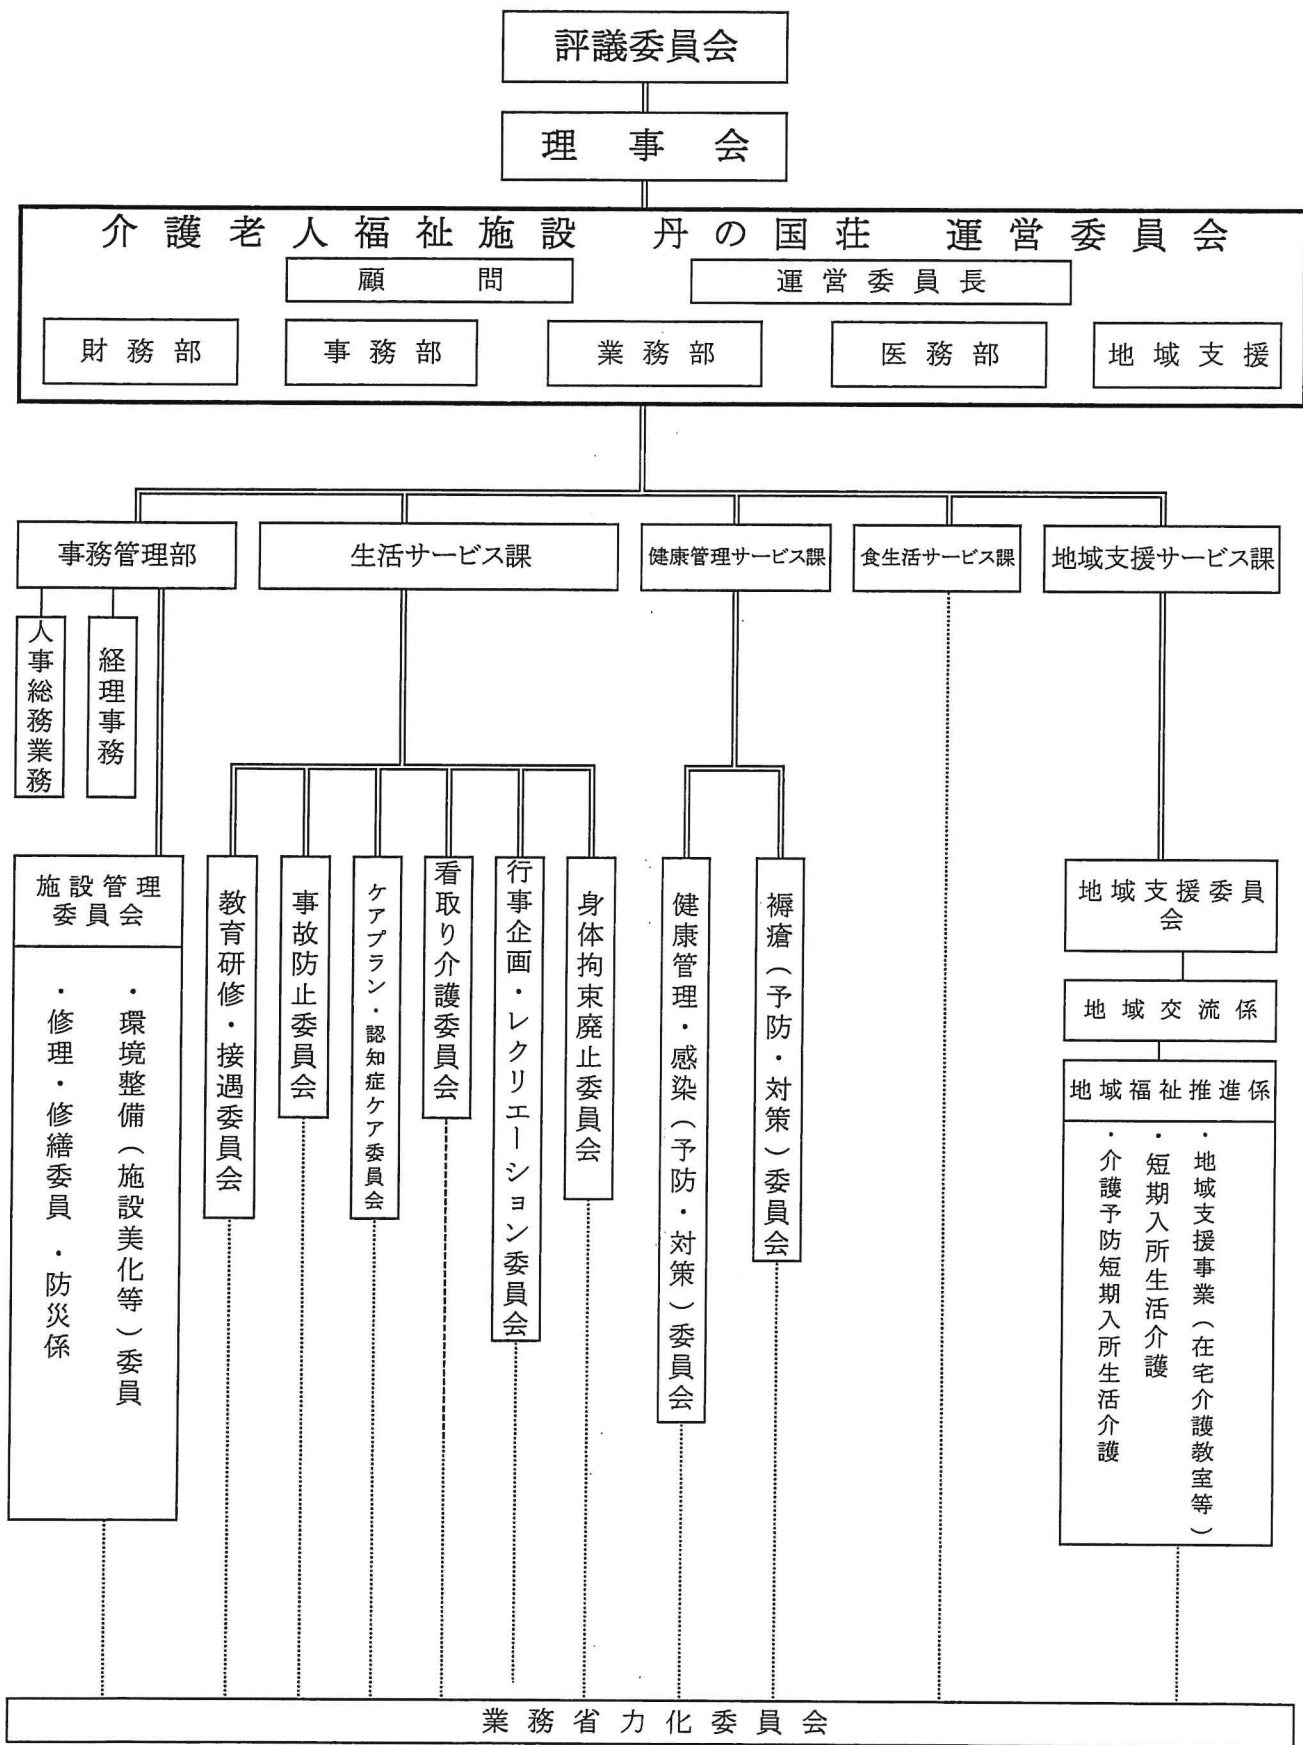 評議委員会
理事会
介護老人福祉施設 丹の国荘 運営委員会
顧問
運営委員長
財務部
事務部
業務部
医務部
地域支援
事務管理部
生活サービス課
健康管理サービス課
食生活サービス課
地域支援サービス課
人事総務業務
経理事務
施設管理
委員会
・環境整備(施設美化等)委員
・修理・修繕委員・防災係
教育研修・接遇委員会
事故防止委員会
ケアプラン・認知症ケア委員会
看取り介護委員会
行事企画・レクリエーション委員会
身体拘束廃止委員会
健康管理・感染(予防・対策)委員会
褥瘡(予防・対策)委員会
地域支援委員
会
地域交流係
地域福祉推進係
・地域支援事業(在宅介護教室等)
・短期入所生活介護
・介護予防短期入所生活介護
業務省力化委員会